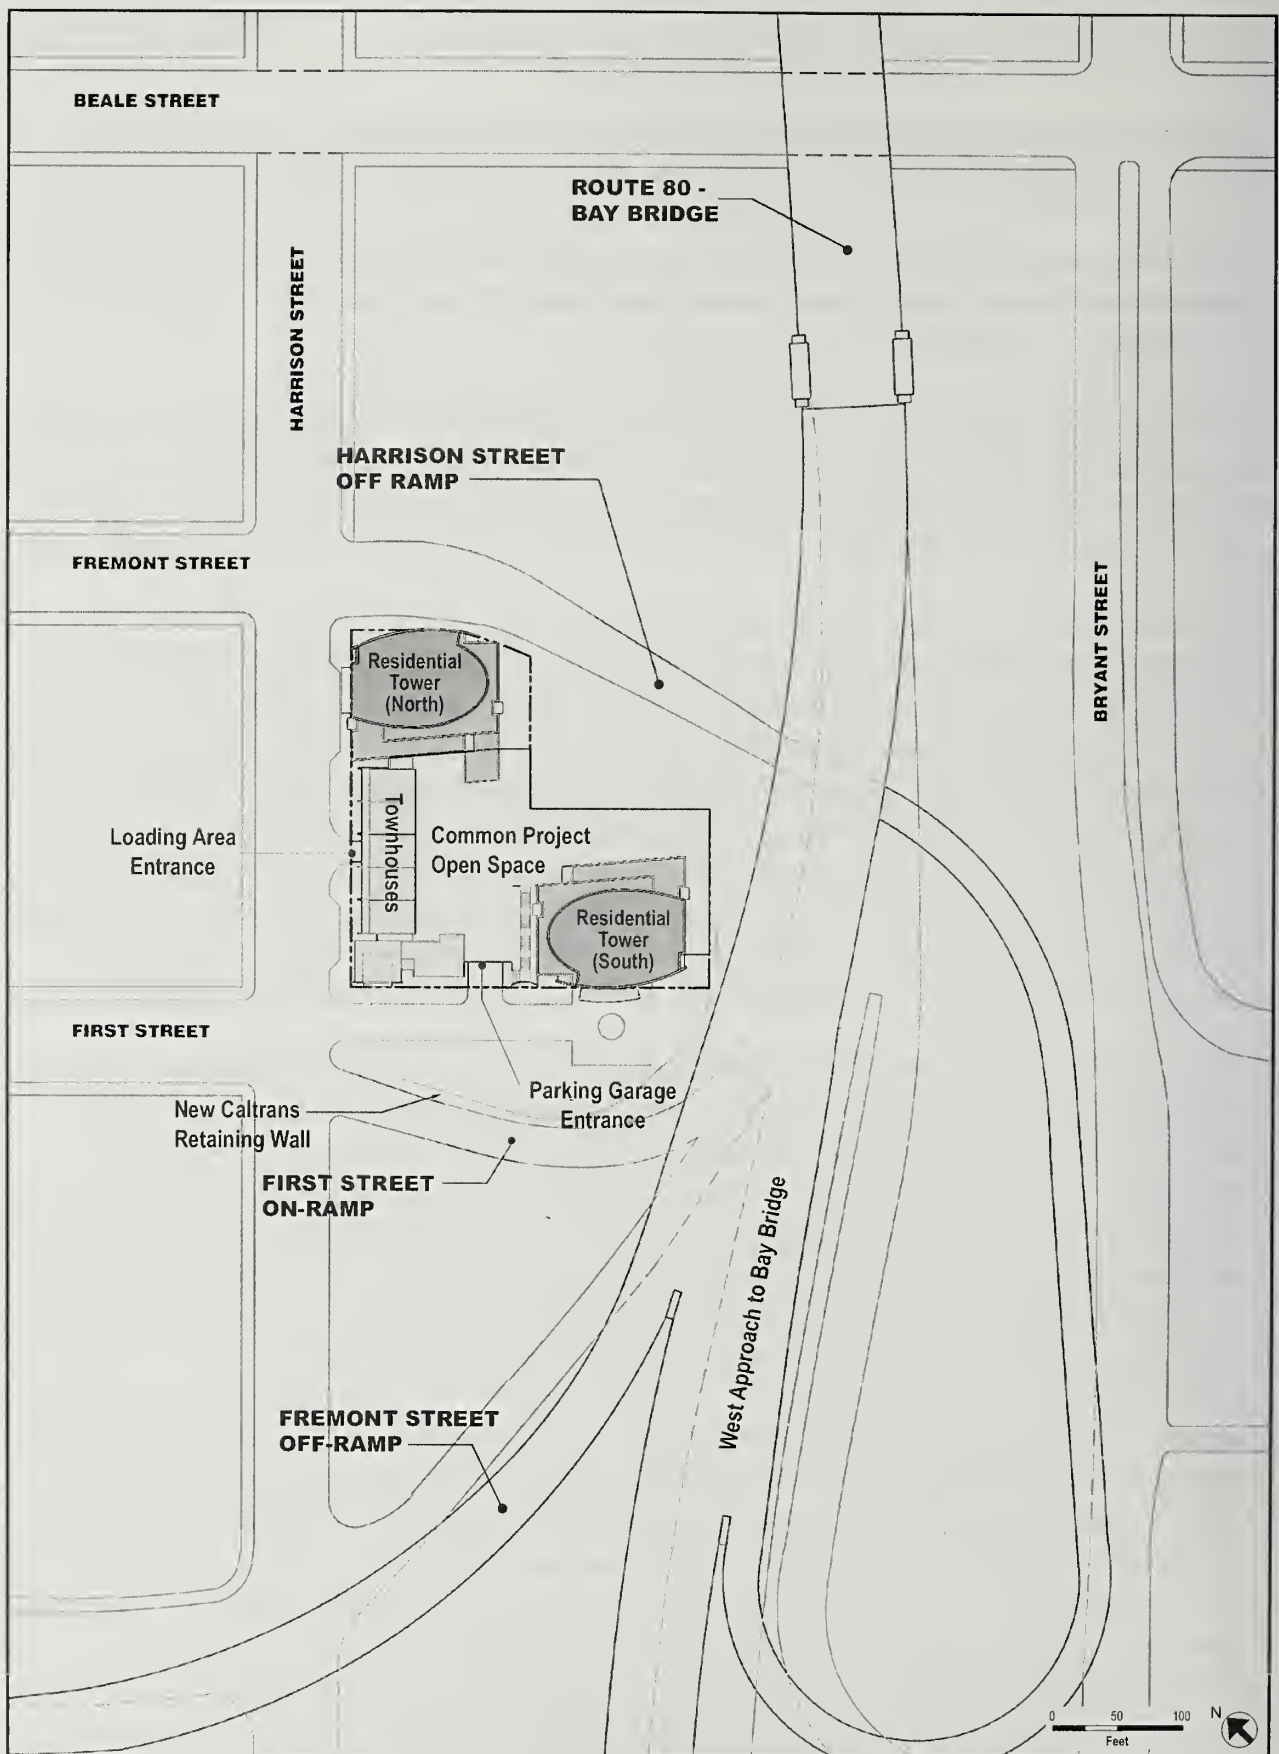 BEALE STREET
ROUTE 80 -
BAY BRIDGE
HARRISON STREET
HARRISON STREET
OFF RAMP
FREMONT STREET
BRYANT STREET
Residential
Tower
(North)
Townhouses
Loading Area
Entrance
Common Project
Open Space
Residential
Tower
(South)
FIRST STREET
New Caltrans
Retaining Wall
Parking Garage
Entrance
FIRST STREET
ON-RAMP
West Approach to Bay Bridge
FREMONT STREET
OFF-RAMP
0 50 100
Feet
N